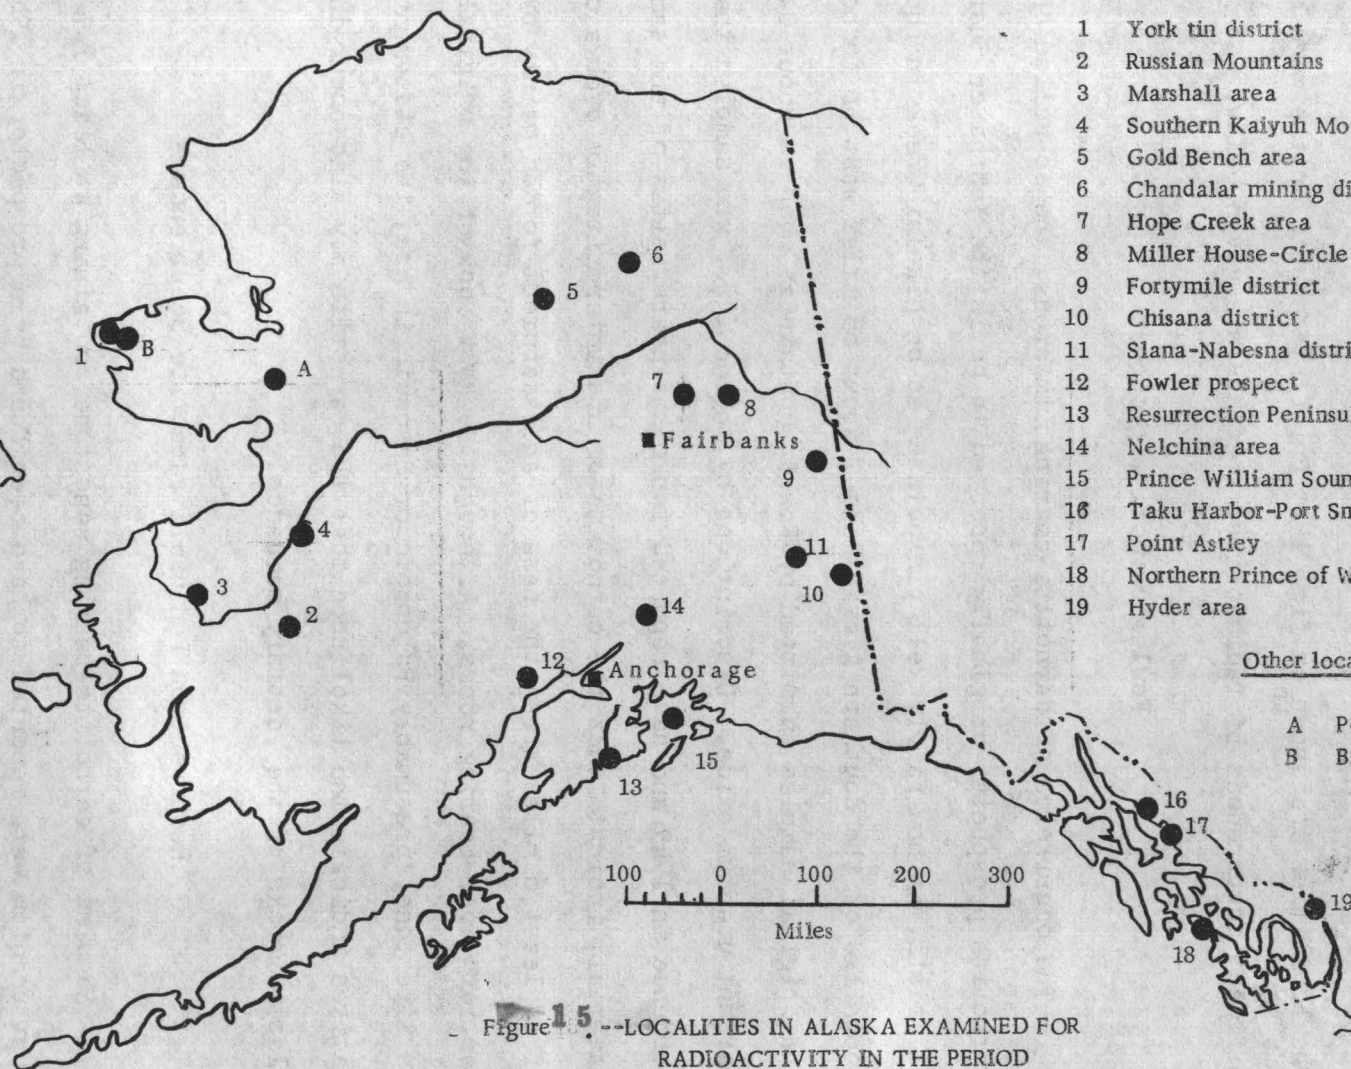 1 York tin district
2 Russian Mountains
3 Marshall area
4 Southern Kaiyuh Mo
5 Gold Bench area
6 Chandalar mining di
7 Hope Creek area
8 Miller House-Circle
9 Fortymile district
10 Chisana district
11 Slana-Nabesna distri
12 Fowler prospect
13 Resurrection Peninsu
14 Nelchina area
15 Prince William Soun
16 Taku Harbor-Port Sn
17 Point Astley
18 Northern Prince of W
19 Hyder area
Other loca
A Po
B B
6
5
1
B
A
7
8
Fairbanks
9
4
11
10
3
2
14
12
Anchorage
15
13
16
17
18
19
100 0 100 200 300
Miles
Figure 15.--LOCALITIES IN ALASKA EXAMINED FOR
RADIOACTIVITY IN THE PERIOD